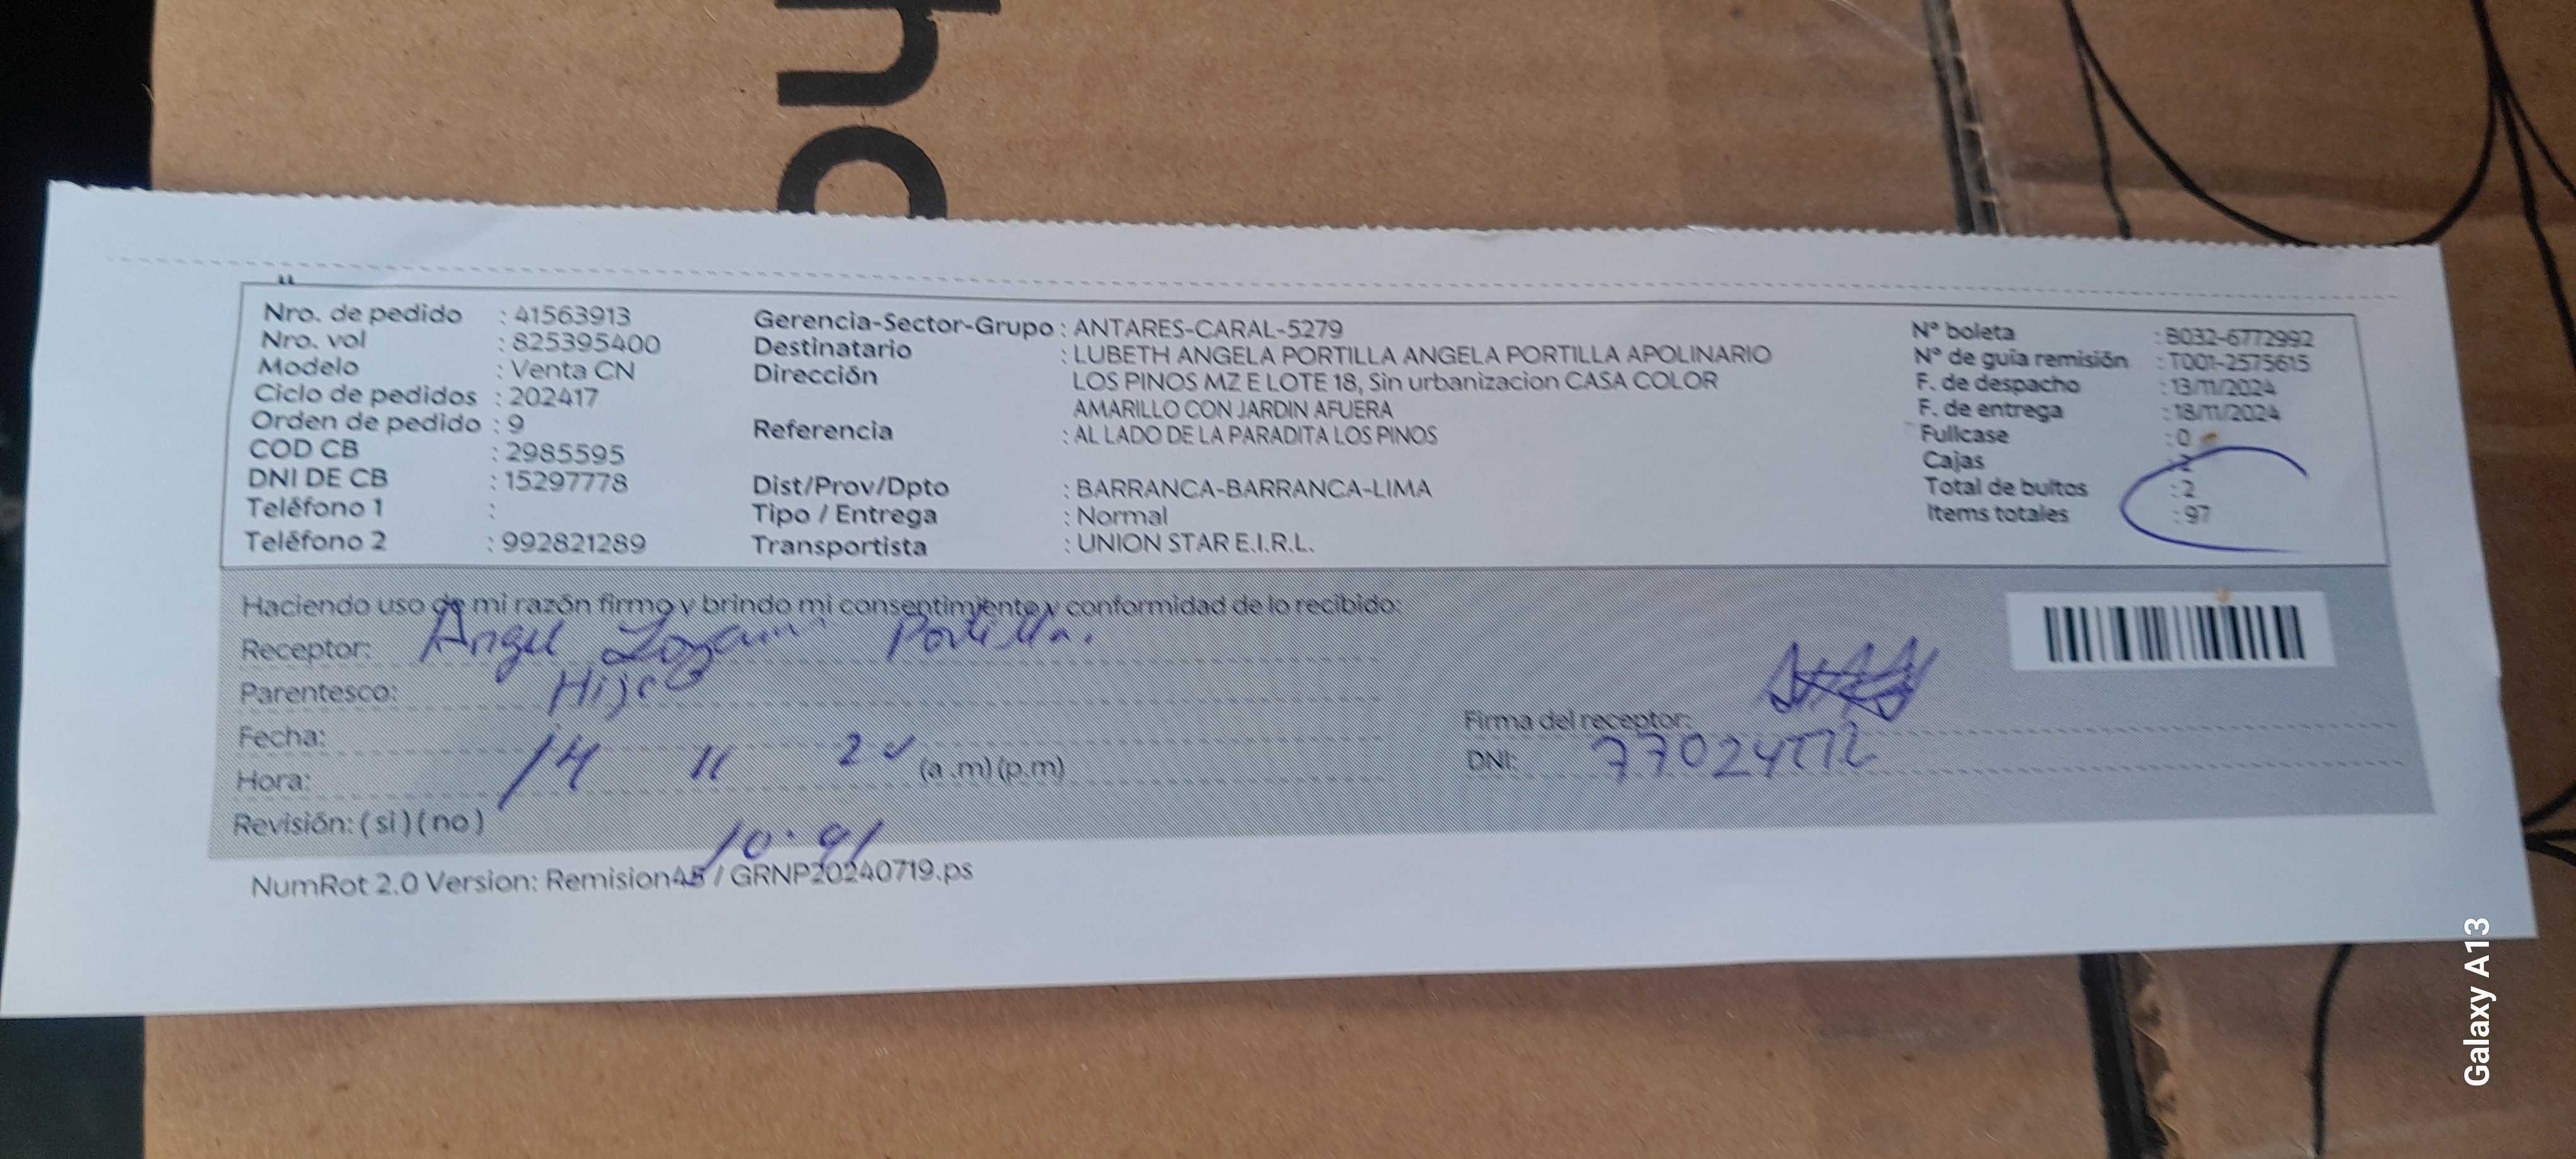 Nro. de pedido : 41563913
Nro. vol : 825395400
Modelo : Venta CN
Ciclo de pedidos : 202417
Orden de pedido : 9
COD CB : 2985595
DNI DE CB : 15297778
Teléfono 1 :
Teléfono 2 : 992821289
Gerencia-Sector-Grupo : ANTARES-CARAL-5279
Destinatario : LUBETH ANGELA PORTILLA ANGELA PORTILLA APOLINARIO
Dirección LOS PINOS MZ E LOTE 18, Sin urbanizacion CASA COLOR
AMARILLO CON JARDIN AFUERA
Referencia : AL LADO DE LA PARADITA LOS PINOS
Dist/Prov/Dpto : BARRANCA-BARRANCA-LIMA
Tipo / Entrega : Normal
Transportista : UNION STAR E.I.R.L.
N° boleta : B032-6772992
N° de guía remisión : T001-2575615
F. de despacho : 13/11/2024
F. de entrega : 18/11/2024
Fullcase : 0
Cajas : 2
Total de bultos : 2
Items totales : 97
Haciendo uso de mi razón firmo y brindo mi consentimiento y conformidad de lo recibido:
Receptor: Angel Portilla.
Parentesco: Hijo
Fecha: 14 11
Hora: (a .m) (p.m)
Revisión: ( si ) ( no )
Firma del receptor:
DNI:
NumRot 2.0 Version: Remision45 / GRNP20240719.ps
Galaxy A13